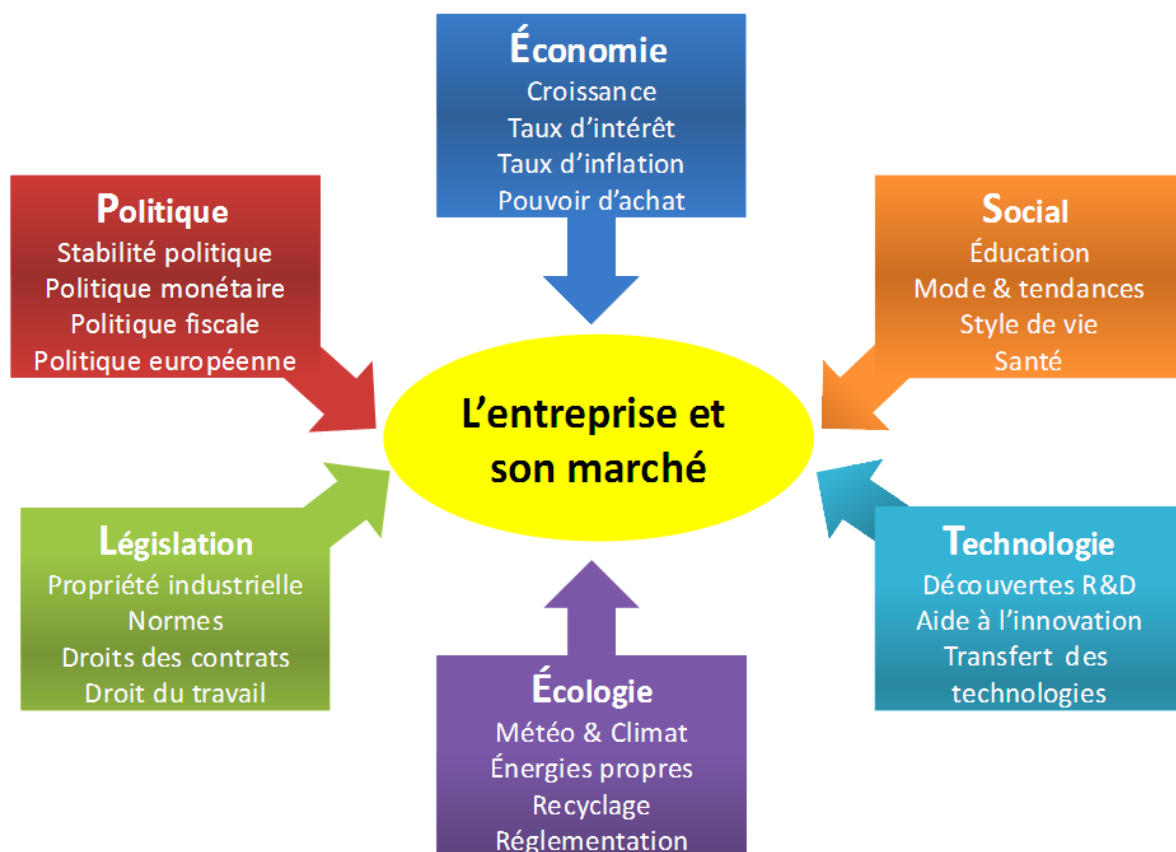 Économie
Croissance
Taux d'intérêt
Taux d'inflation
Pouvoir d'achat
Politique
Stabilité politique
Politique monétaire
Politique fiscale
Politique européenne
Social
Éducation
Mode & tendances
Style de vie
Santé
L'entreprise et
son marché
Législation
Propriété industrielle
Normes
Droits des contrats
Droit du travail
Technologie
Découvertes R&D
Aide à l'innovation
Transfert des
technologies
Écologie
Météo & Climat
Énergies propres
Recyclage
Réglementation